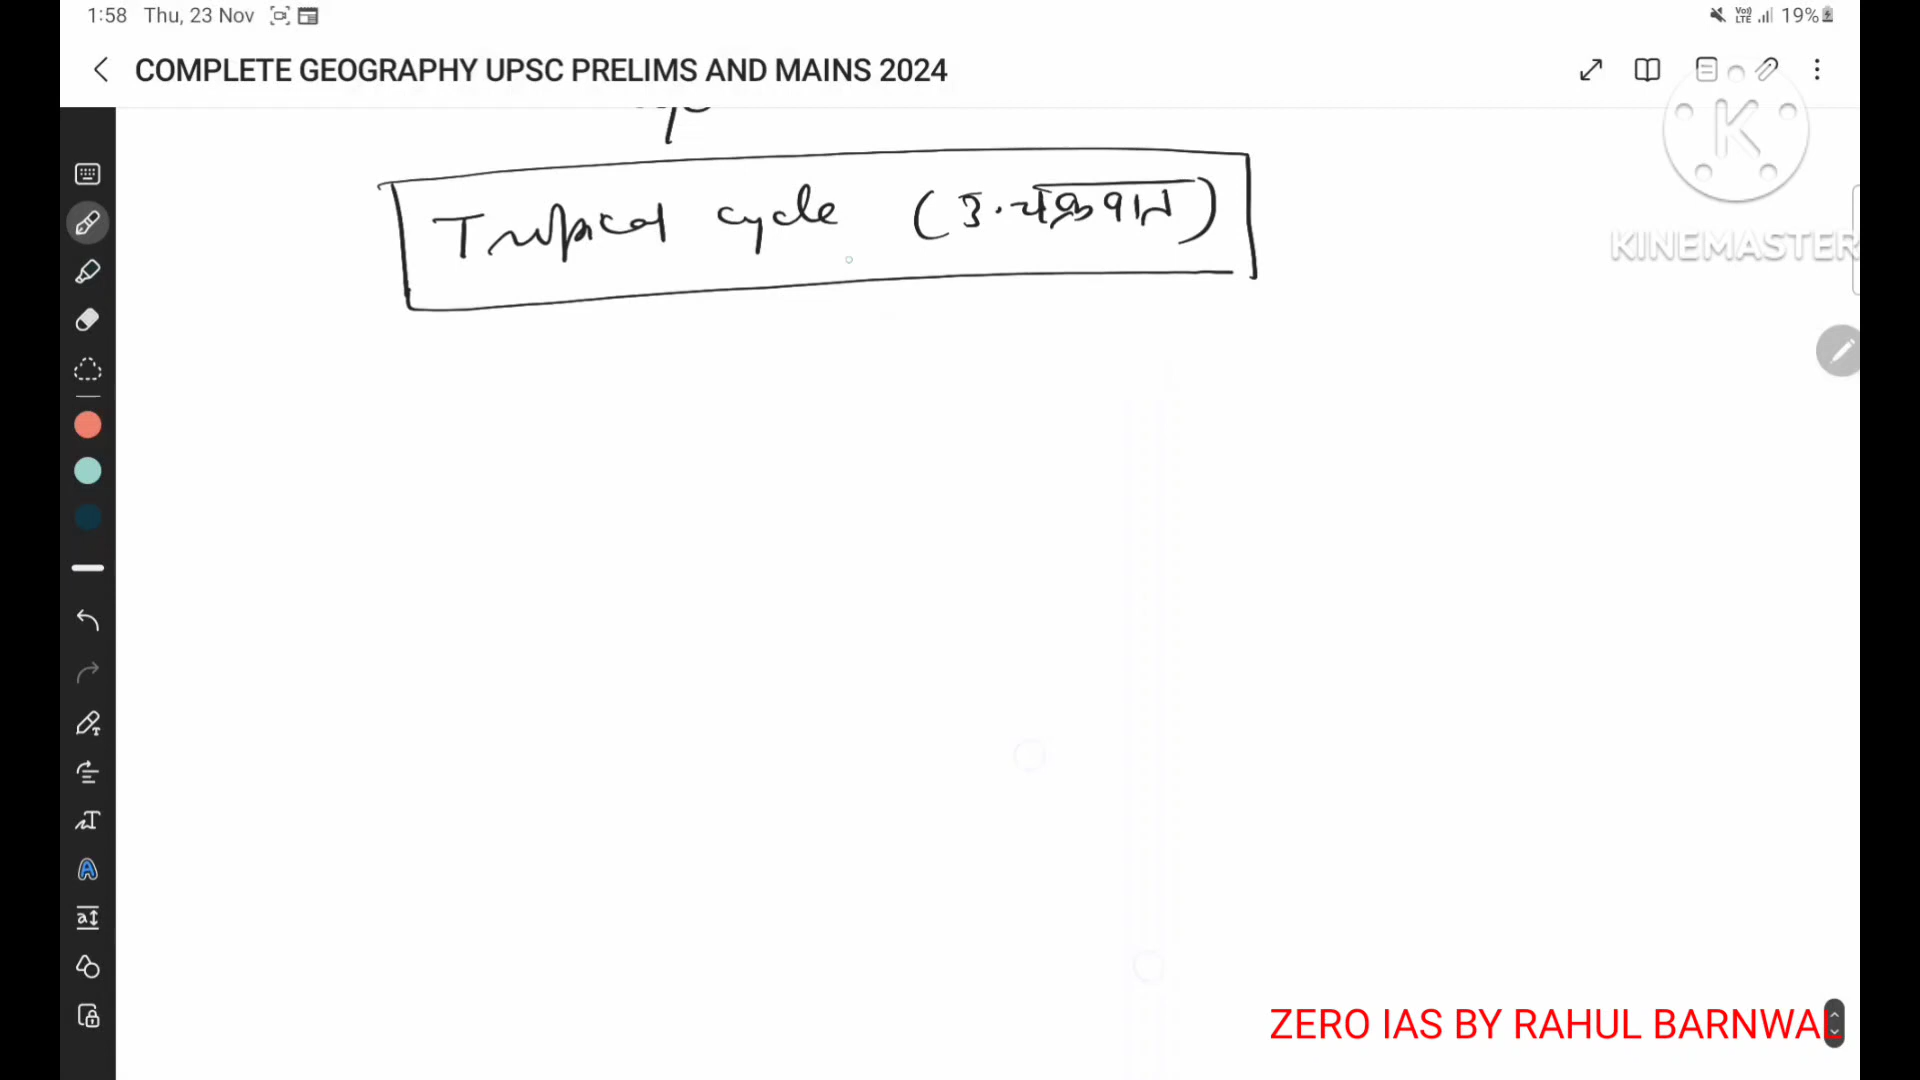 1:58 Thu, 23 Nov 19%
COMPLETE GEOGRAPHY UPSC PRELIMS AND MAINS 2024
K
KINEMASTER
Tropical cycle (उ. चक्रवात)
ZERO IAS BY RAHUL BARNWAL